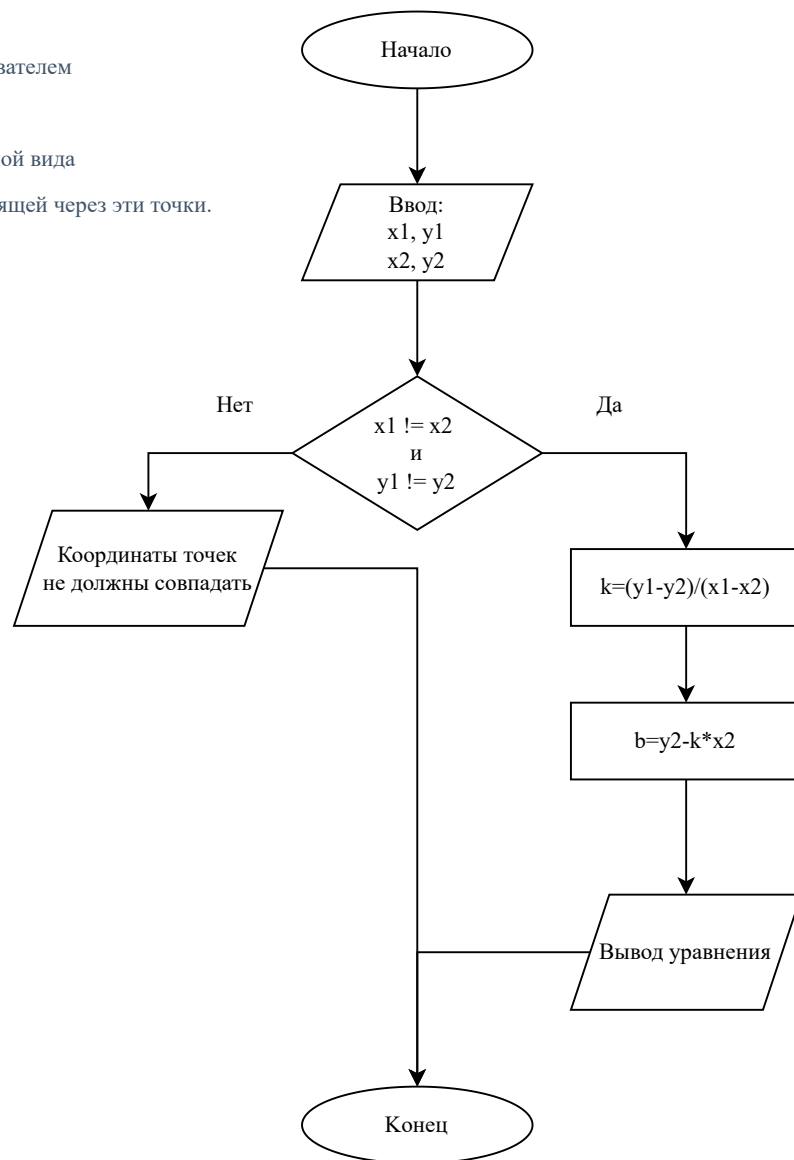 Начало
ой вида
ящей через эти точки.
Ввод:
x1, y1
x2, y2
Нет
Да
x1 != x2
и
y1 != y2
Координаты точек
не должны совпадать
k=(y1-y2)/(x1-x2)
b=y2-k*x2
Вывод уравнения
Конец